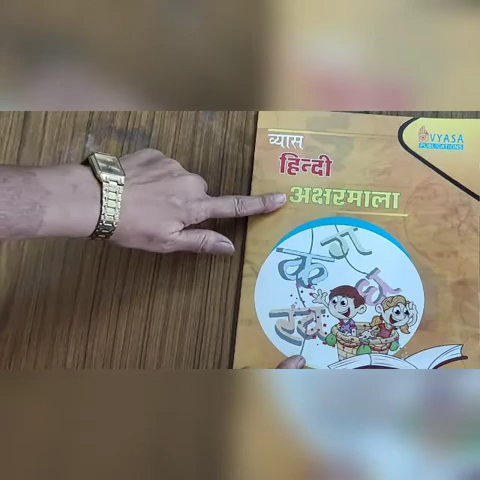 व्यास
VYASA
PUBLICATIONS
हिन्दी
अक्षरमाला
क ग
ख घ